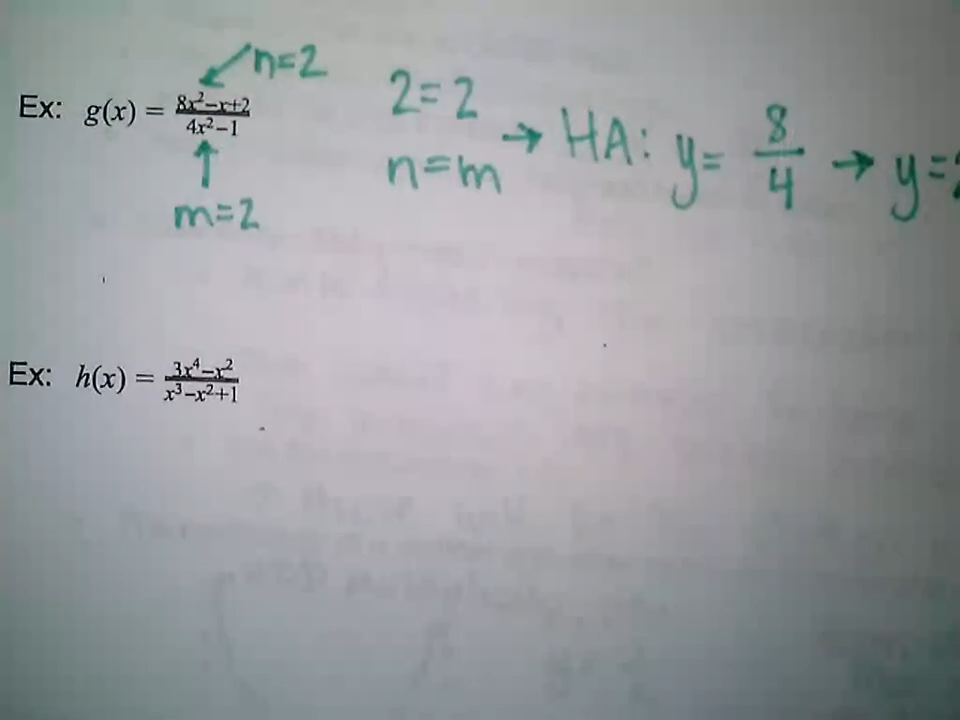 n=2
Ex: g(x) = (8x²-x+2)/(4x²-1)
m=2
2=2
n=m
→ HA: y= 8/4 → y=
Ex: h(x) = (3x⁴-x²)/(x³-x²+1)